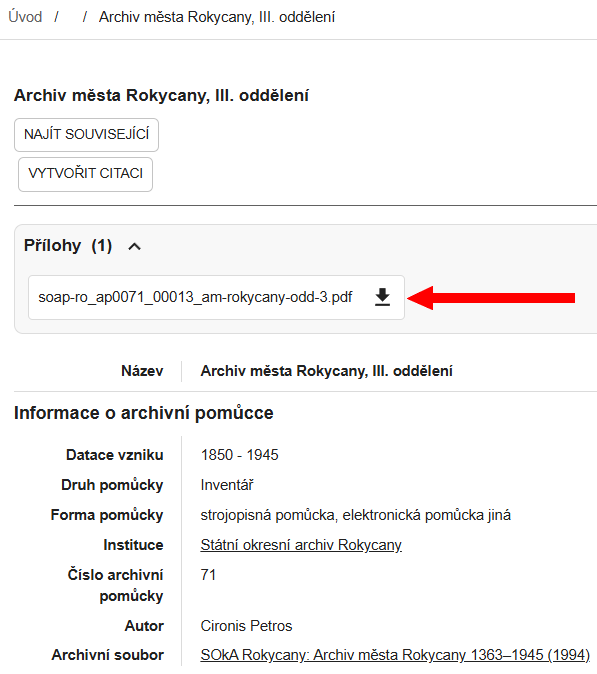 Úvod / / Archiv města Rokycany, III. oddělení
Archiv města Rokycany, III. oddělení
NAJÍT SOUVISEJÍCÍ
VYTVOŘIT CITACI
Přílohy (1)
soap-ro_ap0071_00013_am-rokycany-odd-3.pdf
Název Archiv města Rokycany, III. oddělení
Informace o archivní pomůcce
Datace vzniku 1850 - 1945
Druh pomůcky Inventář
Forma pomůcky strojopisná pomůcka, elektronická pomůcka jiná
Instituce Státní okresní archiv Rokycany
Číslo archivní 71
pomůcky
Autor Cironis Petros
Archivní soubor SOkA Rokycany: Archiv města Rokycany 1363–1945 (1994)